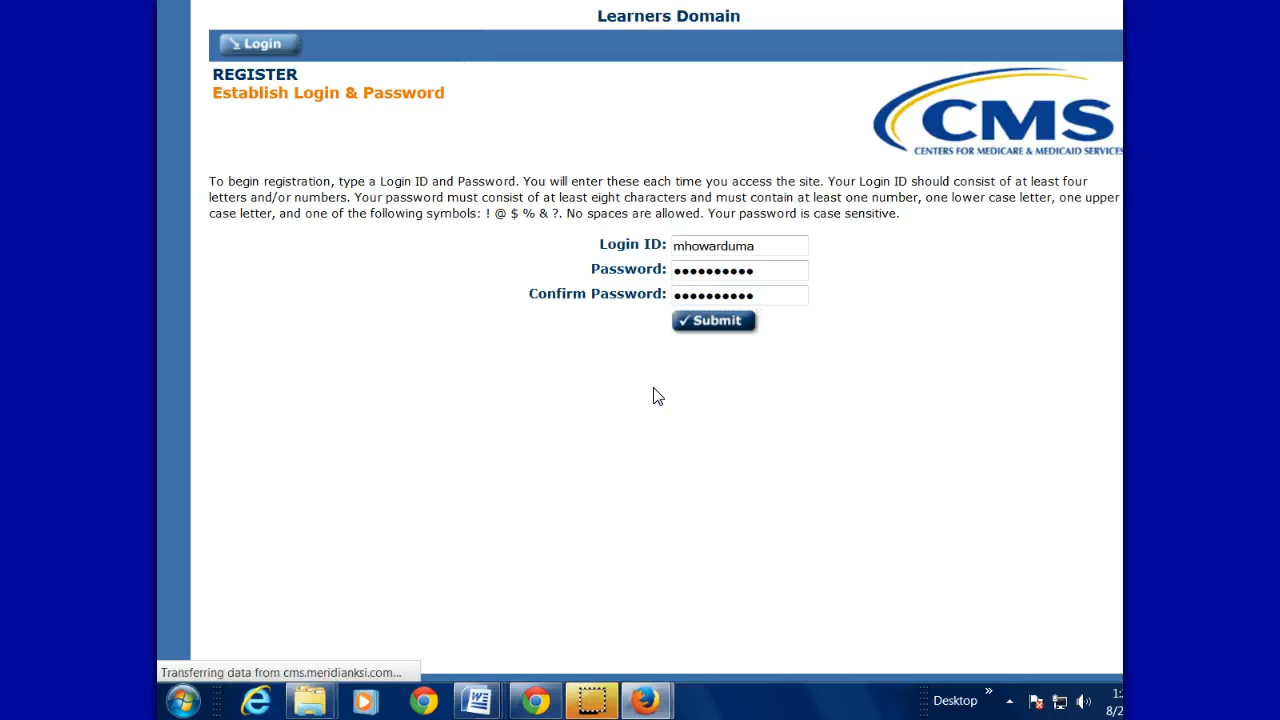 Learners Domain
Login
REGISTER
Establish Login & Password
CMS
CENTERS FOR MEDICARE & MEDICAID SERVICES
To begin registration, type a Login ID and Password. You will enter these each time you access the site. Your Login ID should consist of at least four
letters and/or numbers. Your password must consist of at least eight characters and must contain at least one number, one lower case letter, one upper
case letter, and one of the following symbols: ! @ $ % & ?. No spaces are allowed. Your password is case sensitive.
Login ID: mhowarduma
Password: ••••••••••
Confirm Password: ••••••••••
Submit
Transferring data from cms.meridianksi.com...
Desktop